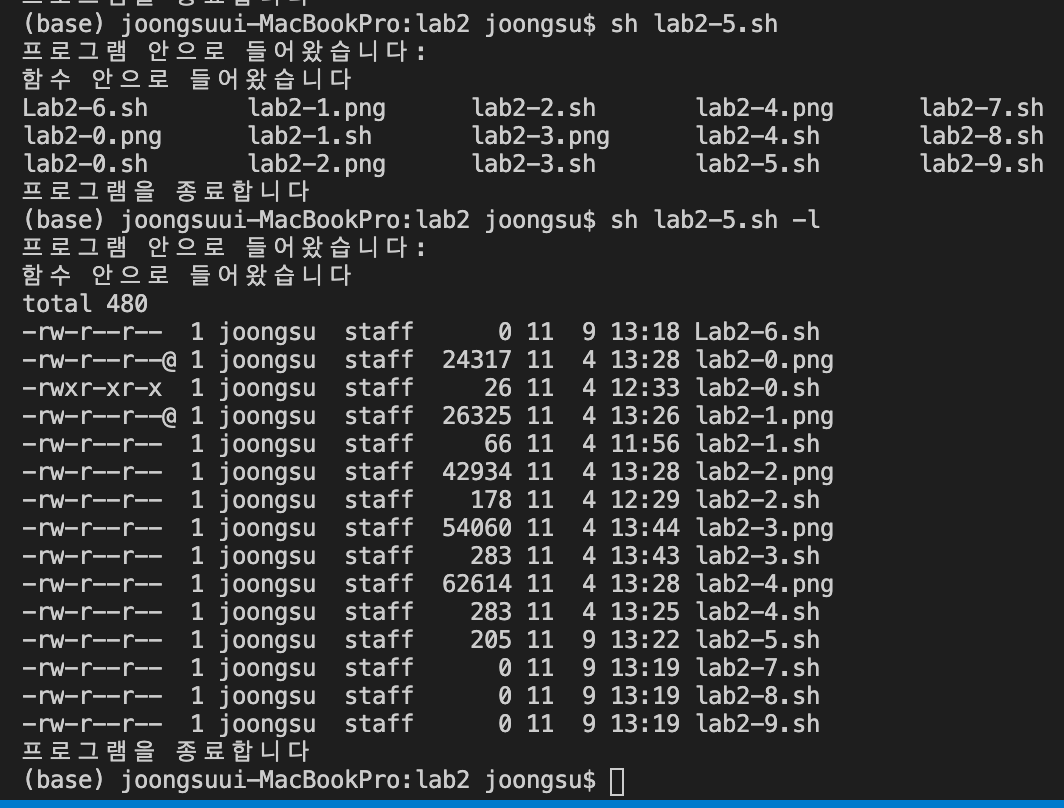 프로그램을 종료합니다
(base) joongsuui-MacBookPro:lab2 joongsu$ sh lab2-5.sh
프로그램 안으로 들어왔습니다:
함수 안으로 들어왔습니다
Lab2-6.sh lab2-1.png lab2-2.sh lab2-4.png lab2-7.sh
lab2-0.png lab2-1.sh lab2-3.png lab2-4.sh lab2-8.sh
lab2-0.sh lab2-2.png lab2-3.sh lab2-5.sh lab2-9.sh
프로그램을 종료합니다
(base) joongsuui-MacBookPro:lab2 joongsu$ sh lab2-5.sh -l
프로그램 안으로 들어왔습니다:
함수 안으로 들어왔습니다
total 480
-rw-r--r-- 1 joongsu staff 0 11 9 13:18 Lab2-6.sh
-rw-r--r--@ 1 joongsu staff 24317 11 4 13:28 lab2-0.png
-rwxr-xr-x 1 joongsu staff 26 11 4 12:33 lab2-0.sh
-rw-r--r--@ 1 joongsu staff 26325 11 4 13:26 lab2-1.png
-rw-r--r-- 1 joongsu staff 66 11 4 11:56 lab2-1.sh
-rw-r--r-- 1 joongsu staff 42934 11 4 13:28 lab2-2.png
-rw-r--r-- 1 joongsu staff 178 11 4 12:29 lab2-2.sh
-rw-r--r-- 1 joongsu staff 54060 11 4 13:44 lab2-3.png
-rw-r--r-- 1 joongsu staff 283 11 4 13:43 lab2-3.sh
-rw-r--r-- 1 joongsu staff 62614 11 4 13:28 lab2-4.png
-rw-r--r-- 1 joongsu staff 283 11 4 13:25 lab2-4.sh
-rw-r--r-- 1 joongsu staff 205 11 9 13:22 lab2-5.sh
-rw-r--r-- 1 joongsu staff 0 11 9 13:19 lab2-7.sh
-rw-r--r-- 1 joongsu staff 0 11 9 13:19 lab2-8.sh
-rw-r--r-- 1 joongsu staff 0 11 9 13:19 lab2-9.sh
프로그램을 종료합니다
(base) joongsuui-MacBookPro:lab2 joongsu$